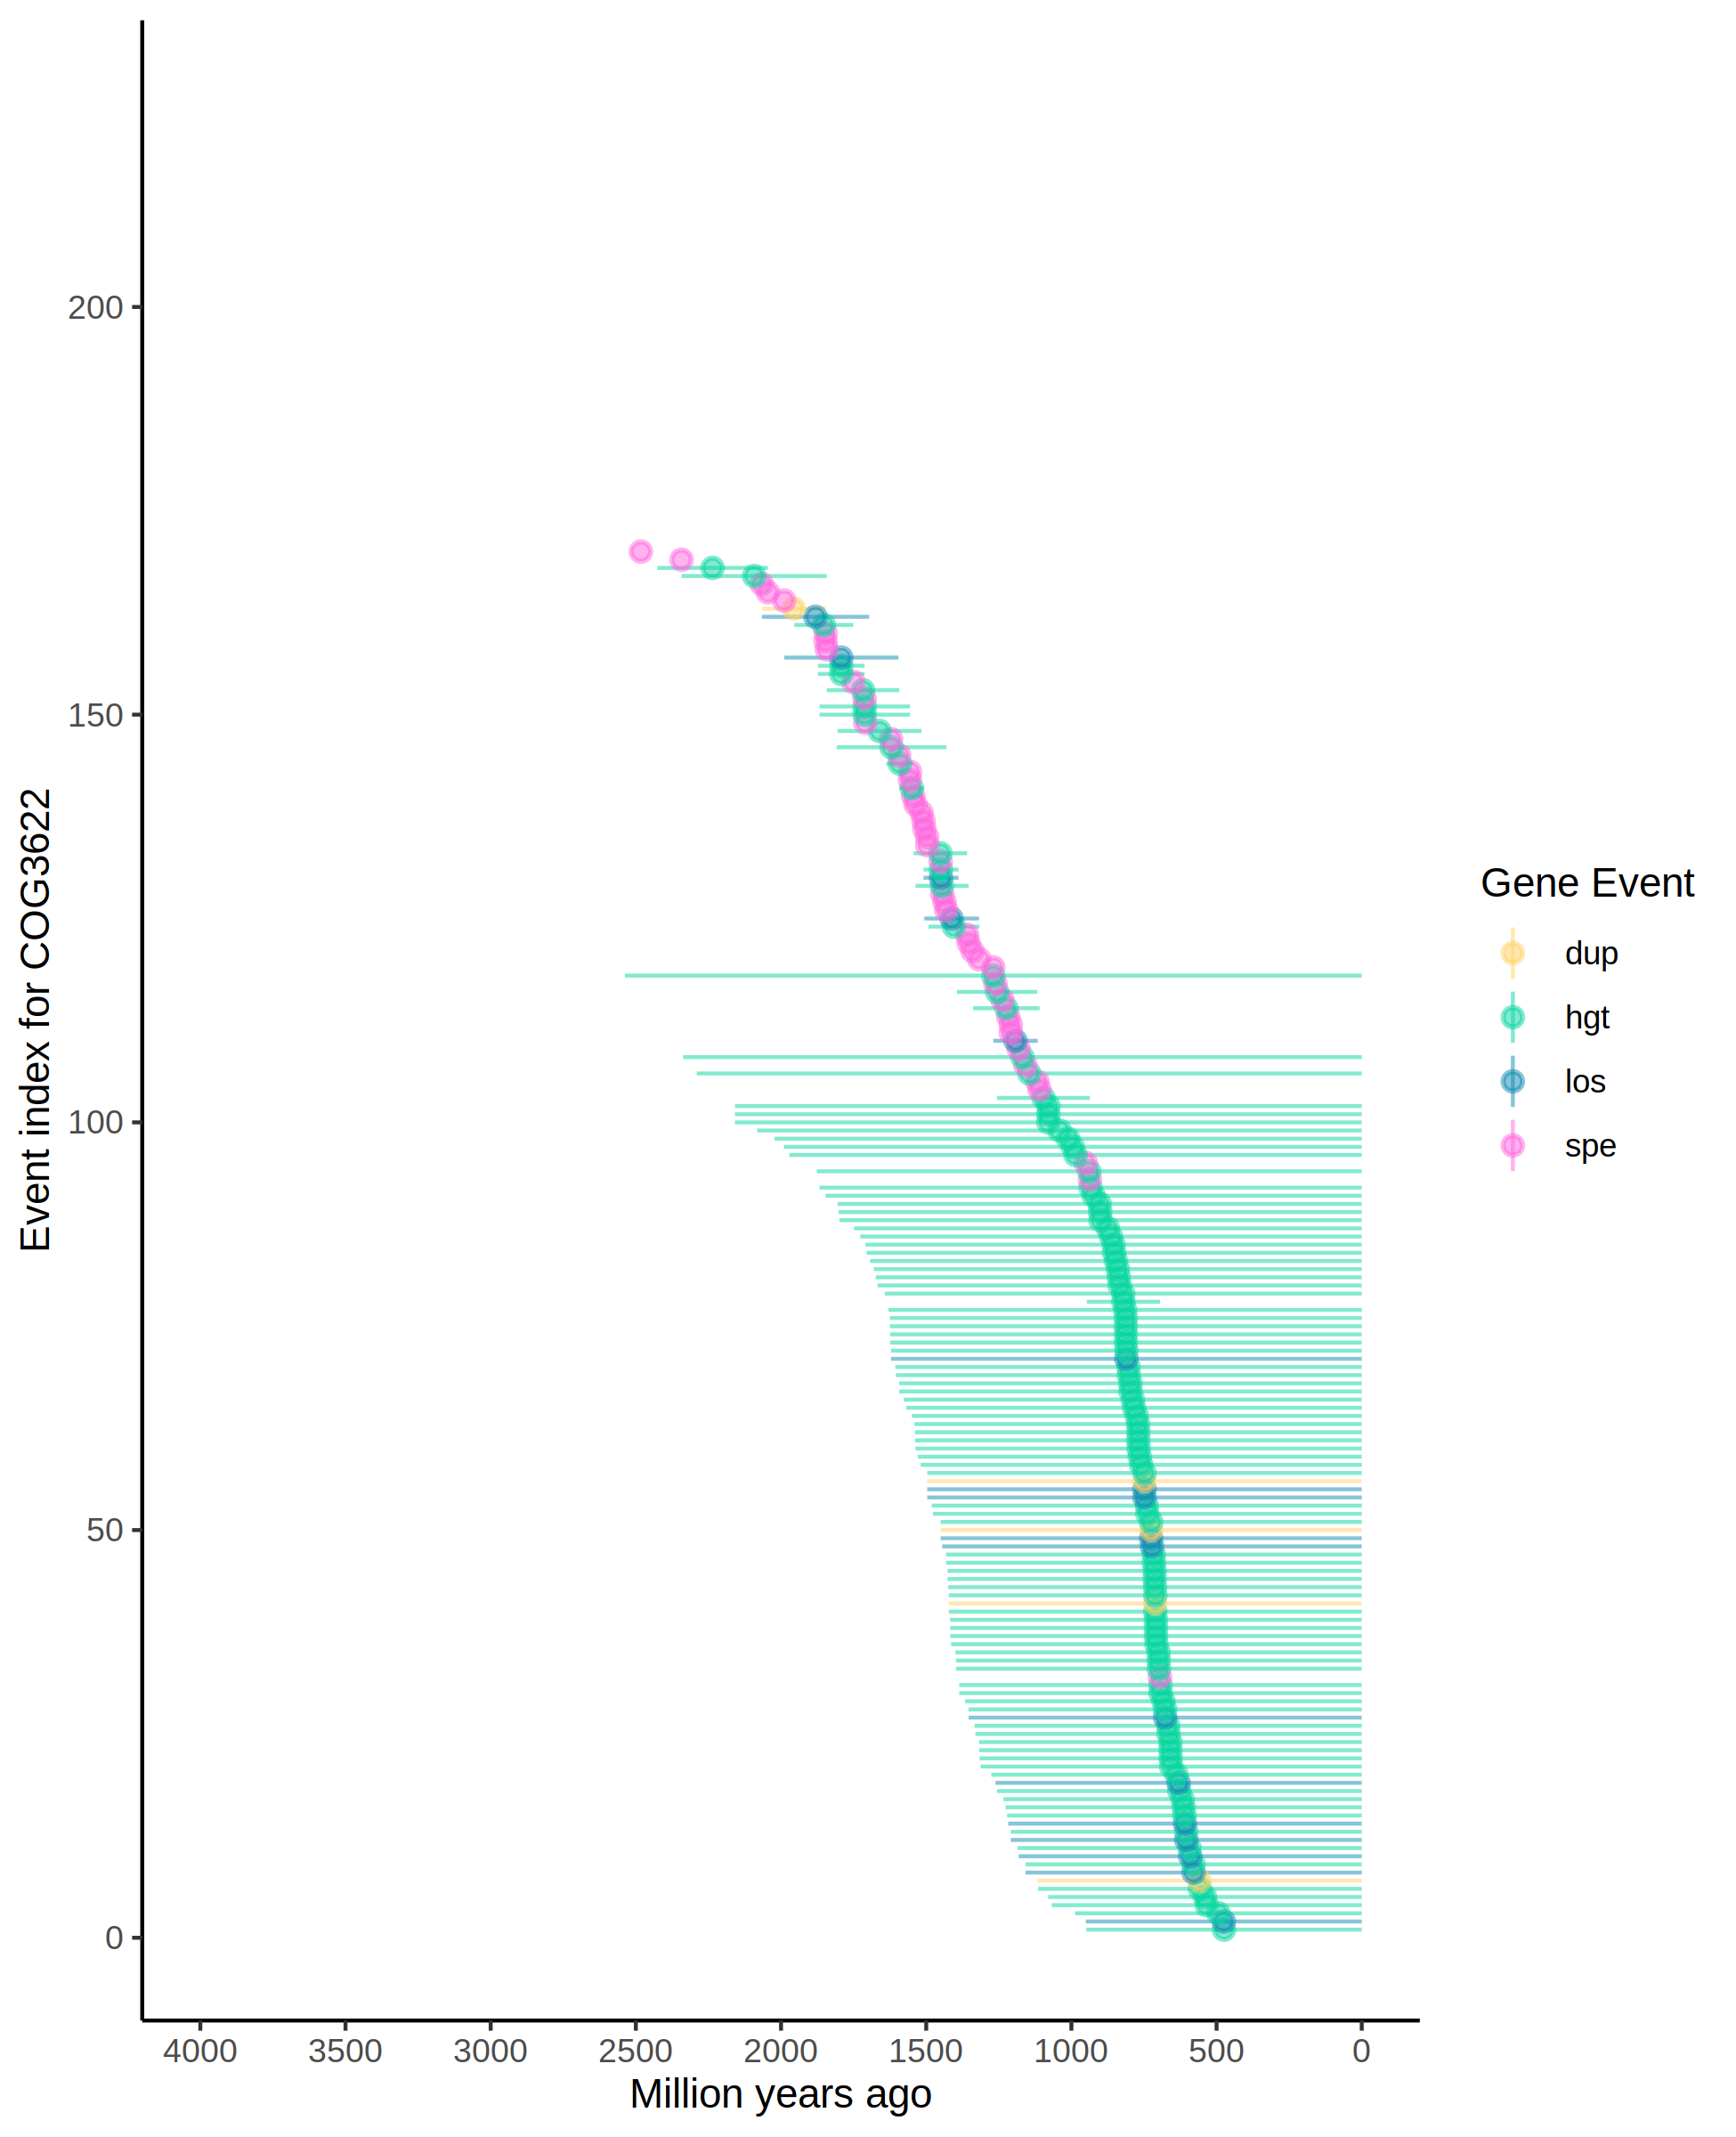 Event index for COG3622
200
150
100
50
0
4000 3500 3000 2500 2000 1500 1000 500 0
Million years ago
Gene Event
dup
hgt
los
spe